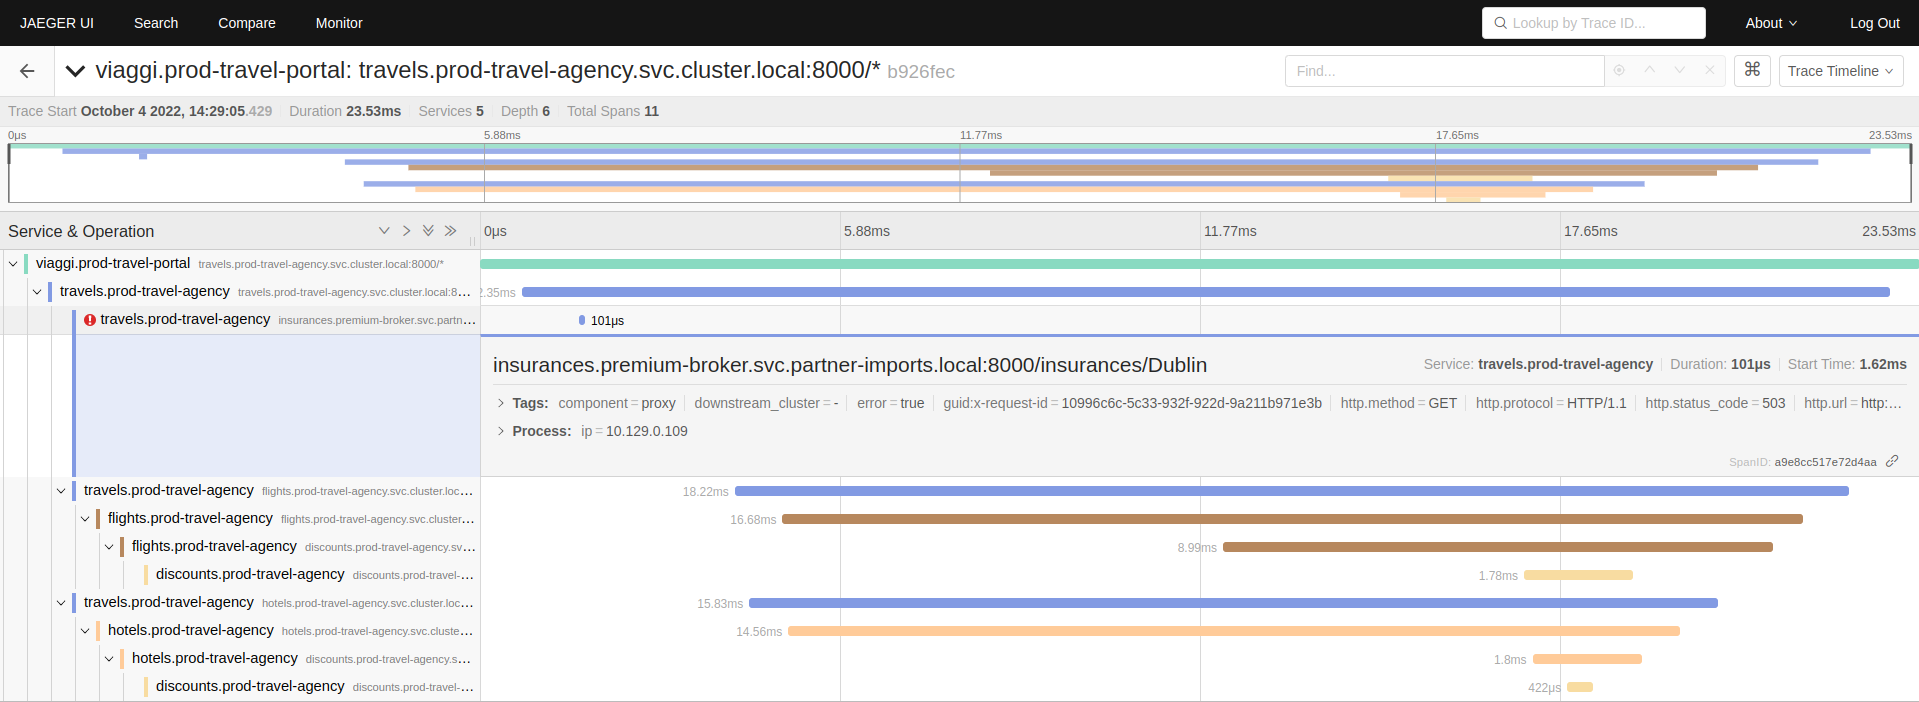 JAEGER UI Search Compare Monitor Lookup by Trace ID... About Log Out
viaggi.prod-travel-portal: travels.prod-travel-agency.svc.cluster.local:8000/* b926fec Find... ⌘ Trace Timeline
Trace Start October 4 2022, 14:29:05.429 Duration 23.53ms Services 5 Depth 6 Total Spans 11
0μs 5.88ms 11.77ms 17.65ms 23.53ms
Service & Operation 0μs 5.88ms 11.77ms 17.65ms 23.53ms
viaggi.prod-travel-portal travels.prod-travel-agency.svc.cluster.local:8000/*
travels.prod-travel-agency travels.prod-travel-agency.svc.cluster.local:8... 2.35ms
travels.prod-travel-agency insurances.premium-broker.svc.partn... 101μs
insurances.premium-broker.svc.partner-imports.local:8000/insurances/Dublin Service: travels.prod-travel-agency Duration: 101μs Start Time: 1.62ms
Tags: component = proxy downstream_cluster = - error = true guid:x-request-id = 10996c6c-5c33-932f-922d-9a211b971e3b http.method = GET http.protocol = HTTP/1.1 http.status_code = 503 http.url = http:...
Process: ip = 10.129.0.109
SpanID: a9e8cc517e72d4aa
travels.prod-travel-agency flights.prod-travel-agency.svc.cluster.loc... 18.22ms
flights.prod-travel-agency flights.prod-travel-agency.svc.cluster... 16.68ms
flights.prod-travel-agency discounts.prod-travel-agency.sv... 8.99ms
discounts.prod-travel-agency discounts.prod-travel-... 1.78ms
travels.prod-travel-agency hotels.prod-travel-agency.svc.cluster.loc... 15.83ms
hotels.prod-travel-agency hotels.prod-travel-agency.svc.cluste... 14.56ms
hotels.prod-travel-agency discounts.prod-travel-agency.s... 1.8ms
discounts.prod-travel-agency discounts.prod-travel-... 422μs